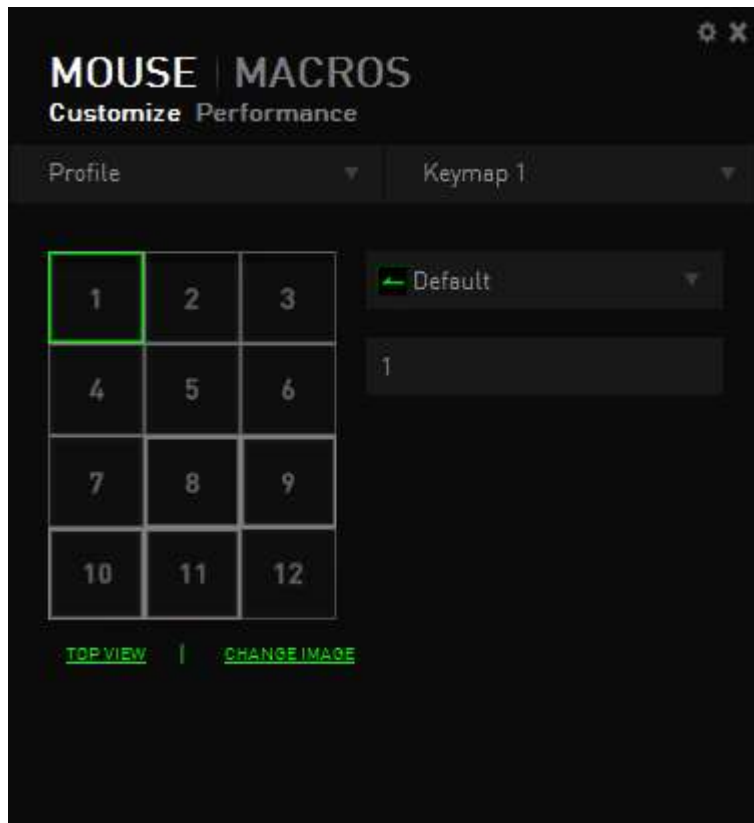 MOUSE | MACROS
Customize Performance
Profile
Keymap 1
1 2 3
Default
4 5 6
1
7 8 9
10 11 12
TOP VIEW | CHANGE IMAGE